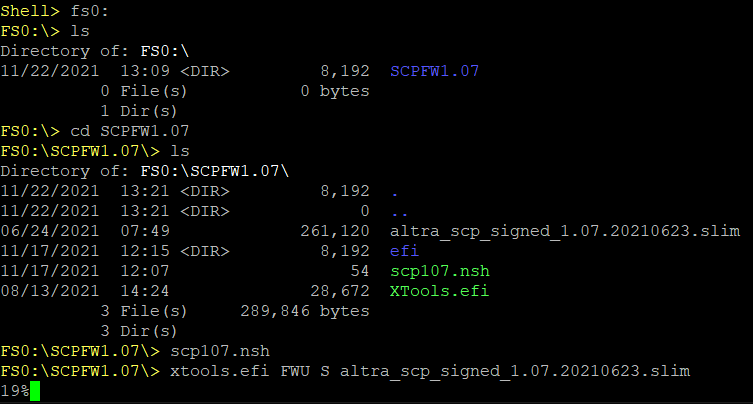 Shell> fs0:
FS0:\> ls
Directory of: FS0:\
11/22/2021  13:09 <DIR>         8,192  SCPFW1.07
          0 File(s)           0 bytes
          1 Dir(s)
FS0:\> cd SCPFW1.07
FS0:\SCPFW1.07\> ls
Directory of: FS0:\SCPFW1.07\
11/22/2021  13:21 <DIR>         8,192  .
11/22/2021  13:21 <DIR>             0  ..
06/24/2021  07:49             261,120  altra_scp_signed_1.07.20210623.slim
11/17/2021  12:15 <DIR>         8,192  efi
11/17/2021  12:07                  54  scp107.nsh
08/13/2021  14:24              28,672  XTools.efi
          3 File(s)     289,846 bytes
          3 Dir(s)
FS0:\SCPFW1.07\> scp107.nsh
FS0:\SCPFW1.07\> xtools.efi FWU S altra_scp_signed_1.07.20210623.slim
19%